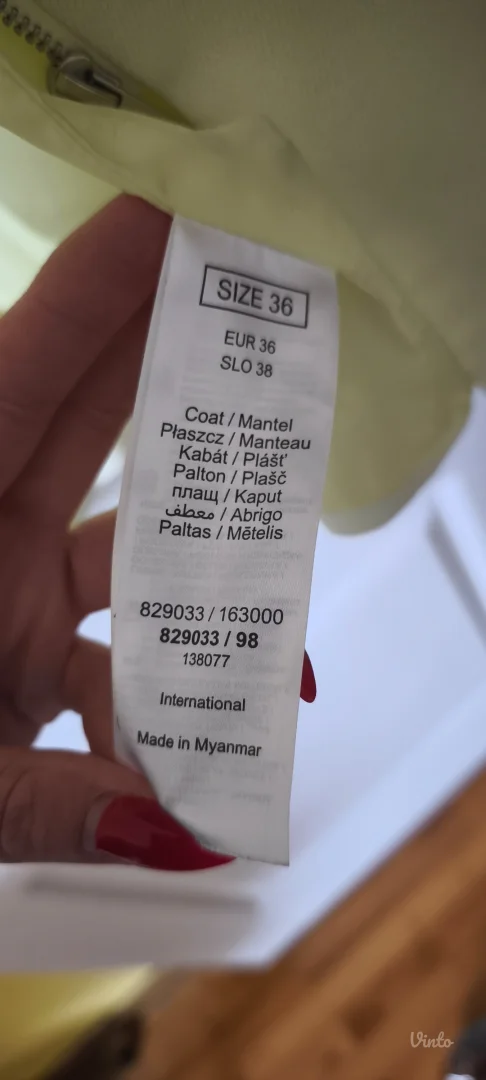 SIZE 36
EUR 36
SLO 38
Coat / Mantel
Płaszcz / Manteau
Kabát / Plášť
Palton / Plašč
плащ / Kaput
معطف / Abrigo
Paltas / Mētelis
829033 / 163000
829033 / 98
138077
International
Made in Myanmar
Vinto